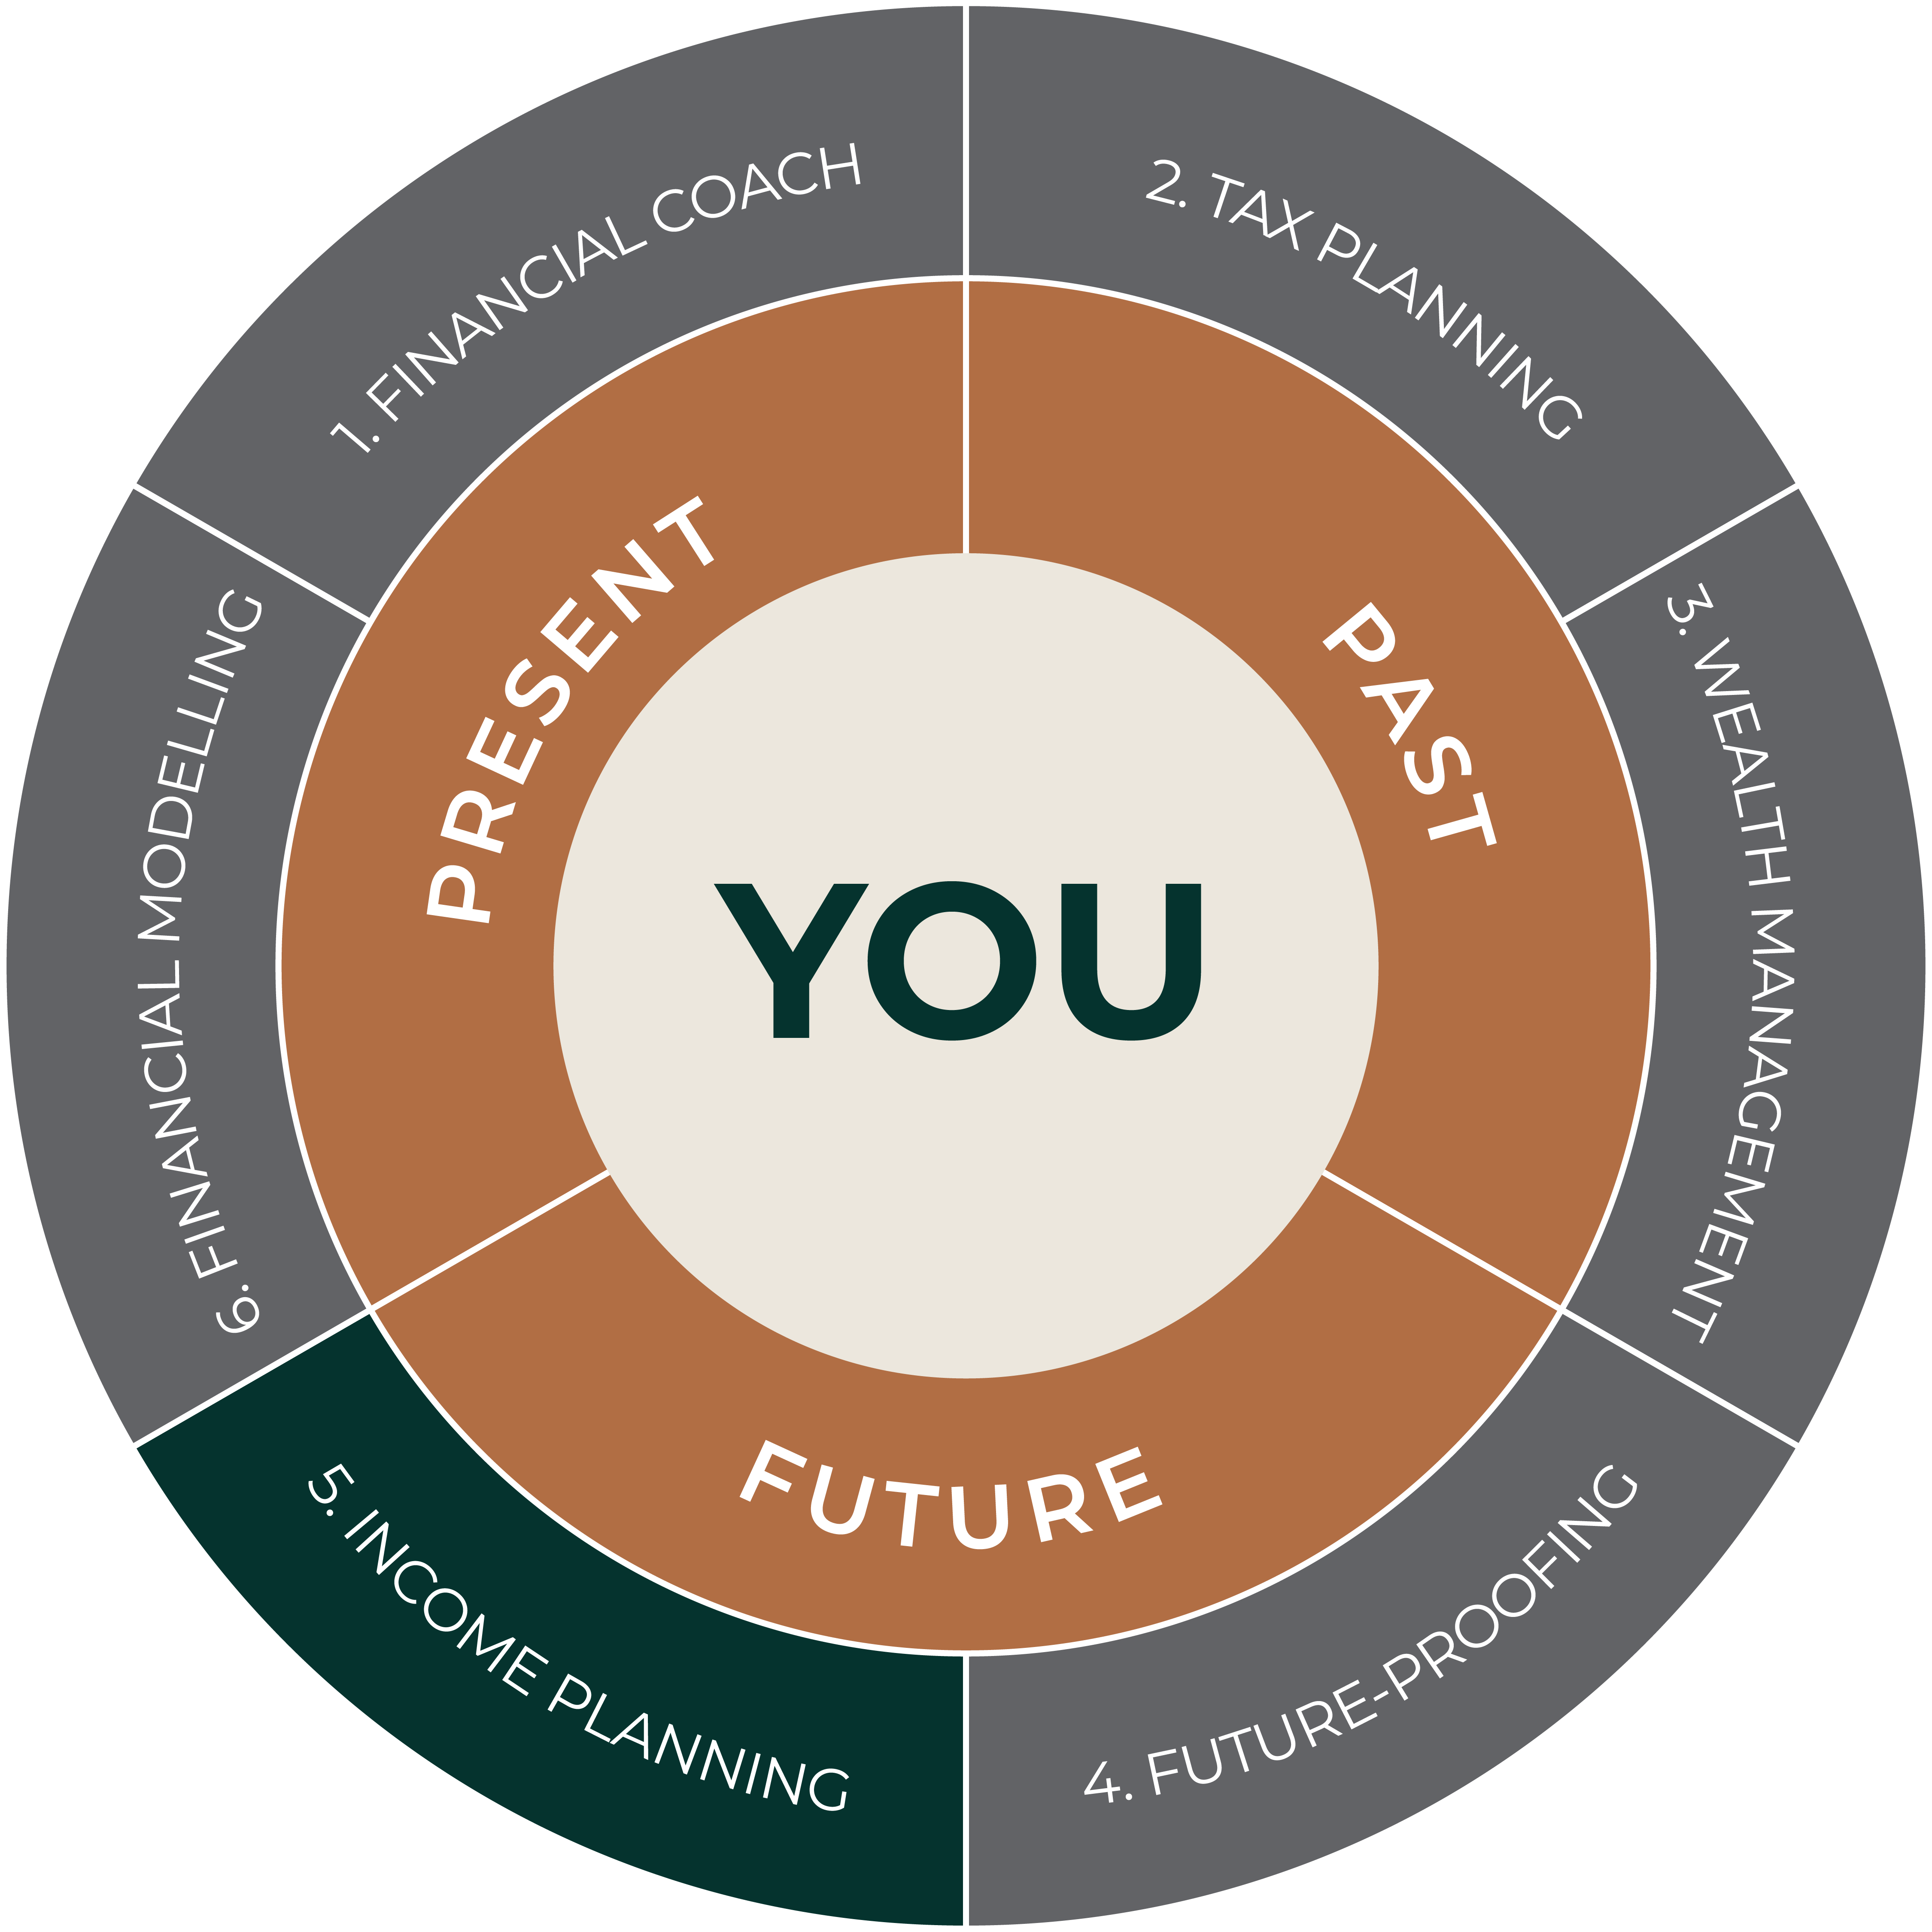 1. FINANCIAL COACH
2. TAX PLANNING
3. WEALTH MANAGEMENT
4. FUTURE-PROOFING
5. INCOME PLANNING
6. FINANCIAL MODELLING
PRESENT
PAST
FUTURE
YOU